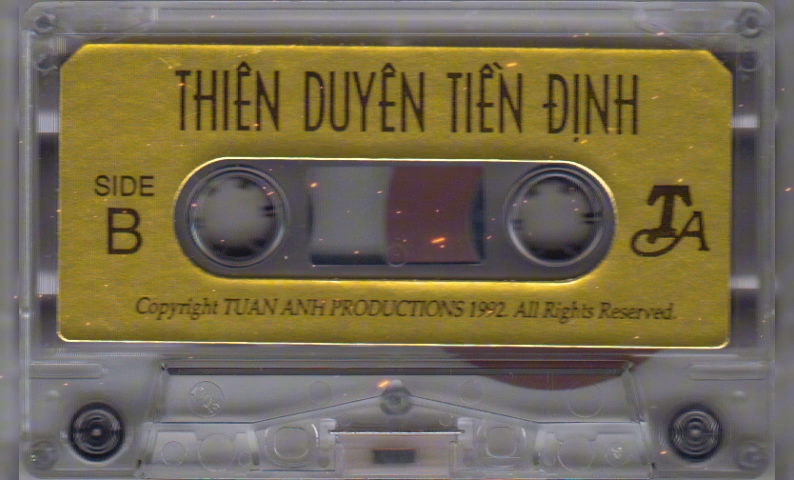 THIÊN DUYÊN TIỀN ĐỊNH
SIDE
B
TA
Copyright TUAN ANH PRODUCTIONS 1992. All Rights Reserved.